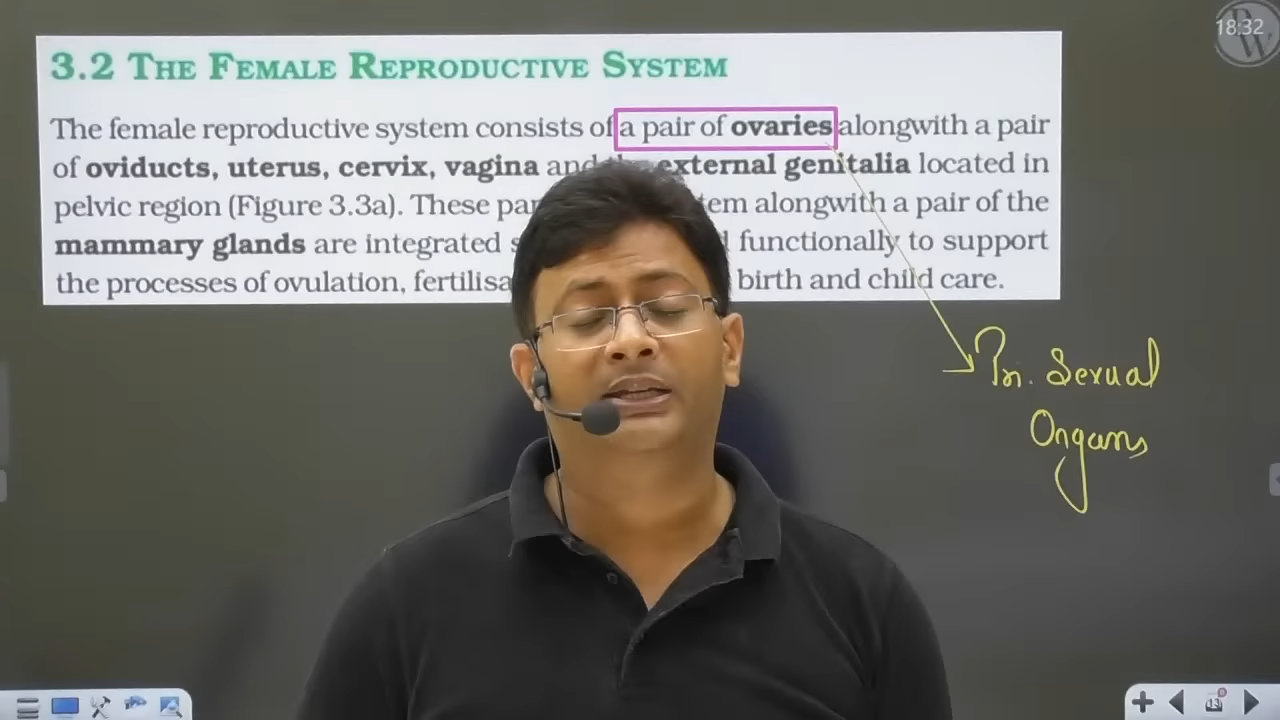 18:32
3.2 THE FEMALE REPRODUCTIVE SYSTEM
The female reproductive system consists of a pair of ovaries alongwith a pair
of oviducts, uterus, cervix, vagina and the external genitalia located in
pelvic region (Figure 3.3a). These par tem alongwith a pair of the
mammary glands are integrated s functionally to support
the processes of ovulation, fertilisa birth and child care.
Pri. Sexual
Organs
13